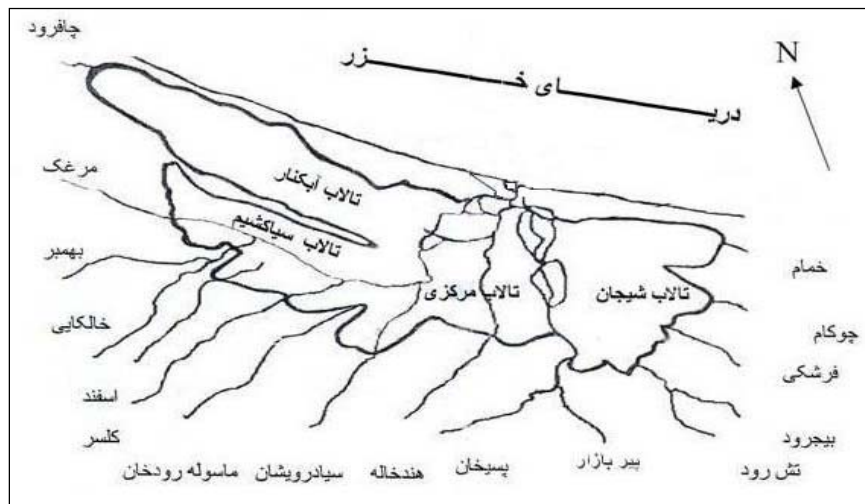 چافرود
N
دریای خزر
تالاب آبکنار
مرغک
تالاب سیاکشیم
بهمبر
خمام
تالاب شیجان
تالاب مرکزی
خالکایی
چوکام
فرشکی
اسفند
کلسر
بیجرود
ماسوله رودخان
سیادرویشان
هندخاله
پسیخان
پیر بازار
تش رود